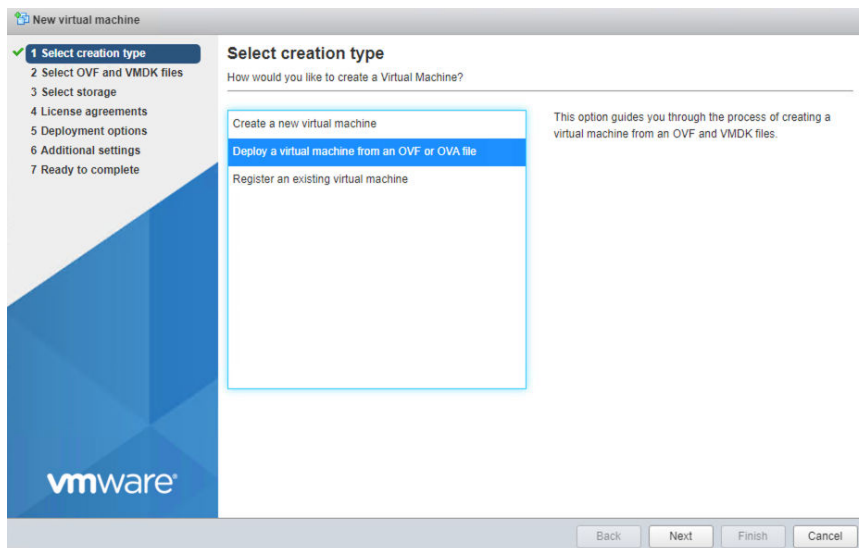 New virtual machine
1 Select creation type
2 Select OVF and VMDK files
3 Select storage
4 License agreements
5 Deployment options
6 Additional settings
7 Ready to complete
Select creation type
How would you like to create a Virtual Machine?
Create a new virtual machine
Deploy a virtual machine from an OVF or OVA file
Register an existing virtual machine
This option guides you through the process of creating a
virtual machine from an OVF and VMDK files.
vmware®
Back
Next
Finish
Cancel